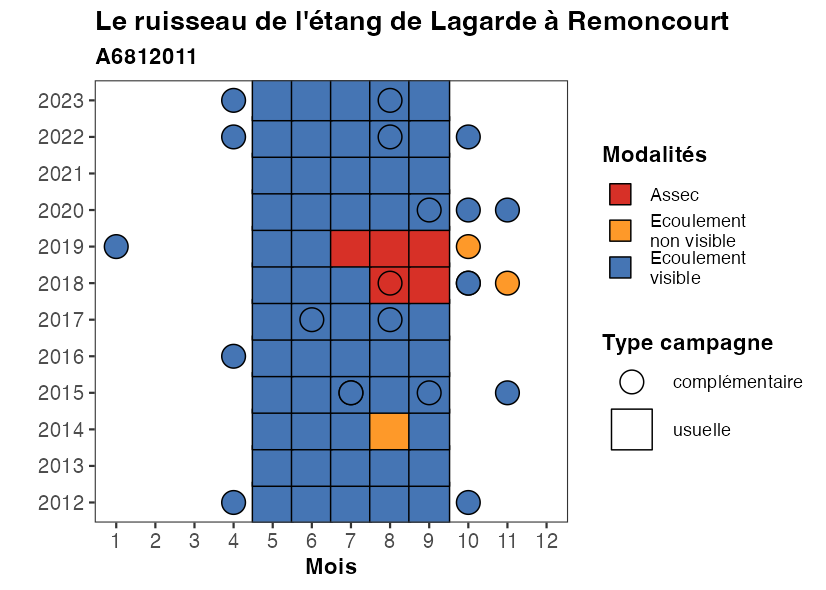 Le ruisseau de l'étang de Lagarde à Remoncourt
A6812011
2023
2022
2021
2020
2019
2018
2017
2016
2015
2014
2013
2012
1 2 3 4 5 6 7 8 9 10 11 12
Mois
Modalités
Assec
Ecoulement
non visible
Ecoulement
visible
Type campagne
complémentaire
usuelle